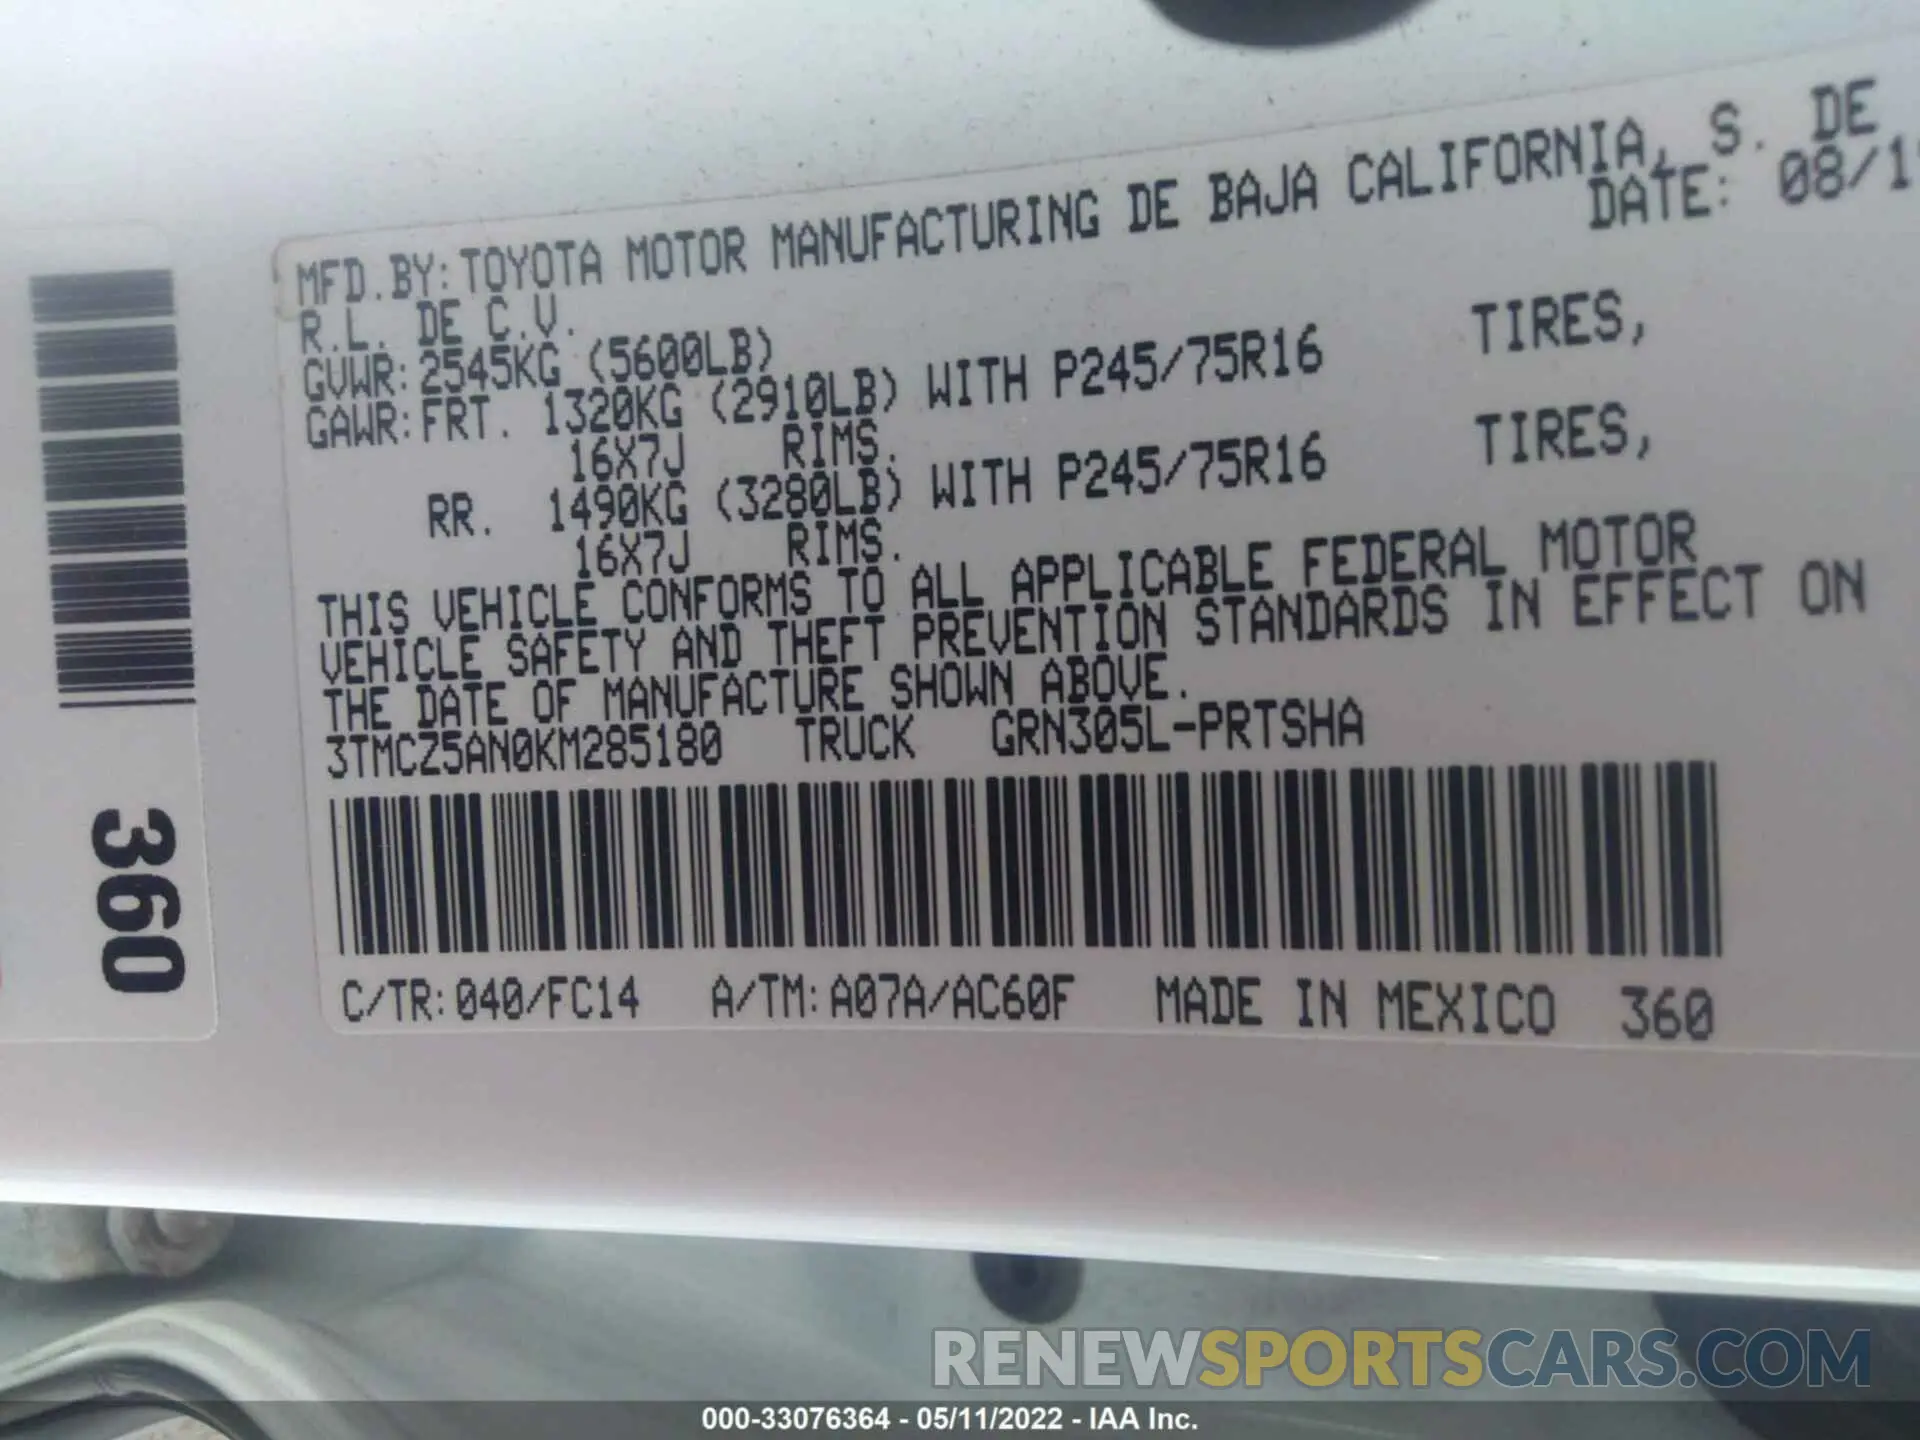 MFD.BY:TOYOTA MOTOR MANUFACTURING DE BAJA CALIFORNIA, S. DE
R.L. DE C.V. DATE: 08/1
GVWR:2545KG (5600LB)
GAWR:FRT. 1320KG (2910LB) WITH P245/75R16 TIRES,
16X7J RIMS.
RR. 1490KG (3280LB) WITH P245/75R16 TIRES,
16X7J RIMS.
THIS VEHICLE CONFORMS TO ALL APPLICABLE FEDERAL MOTOR
VEHICLE SAFETY AND THEFT PREVENTION STANDARDS IN EFFECT ON
THE DATE OF MANUFACTURE SHOWN ABOVE.
3TMCZ5AN0KM285180 TRUCK GRN305L-PRTSHA
C/TR:040/FC14 A/TM:A07A/AC60F MADE IN MEXICO 360
360
RENEWSPORTSCARS.COM
000-33076364 - 05/11/2022 - IAA Inc.